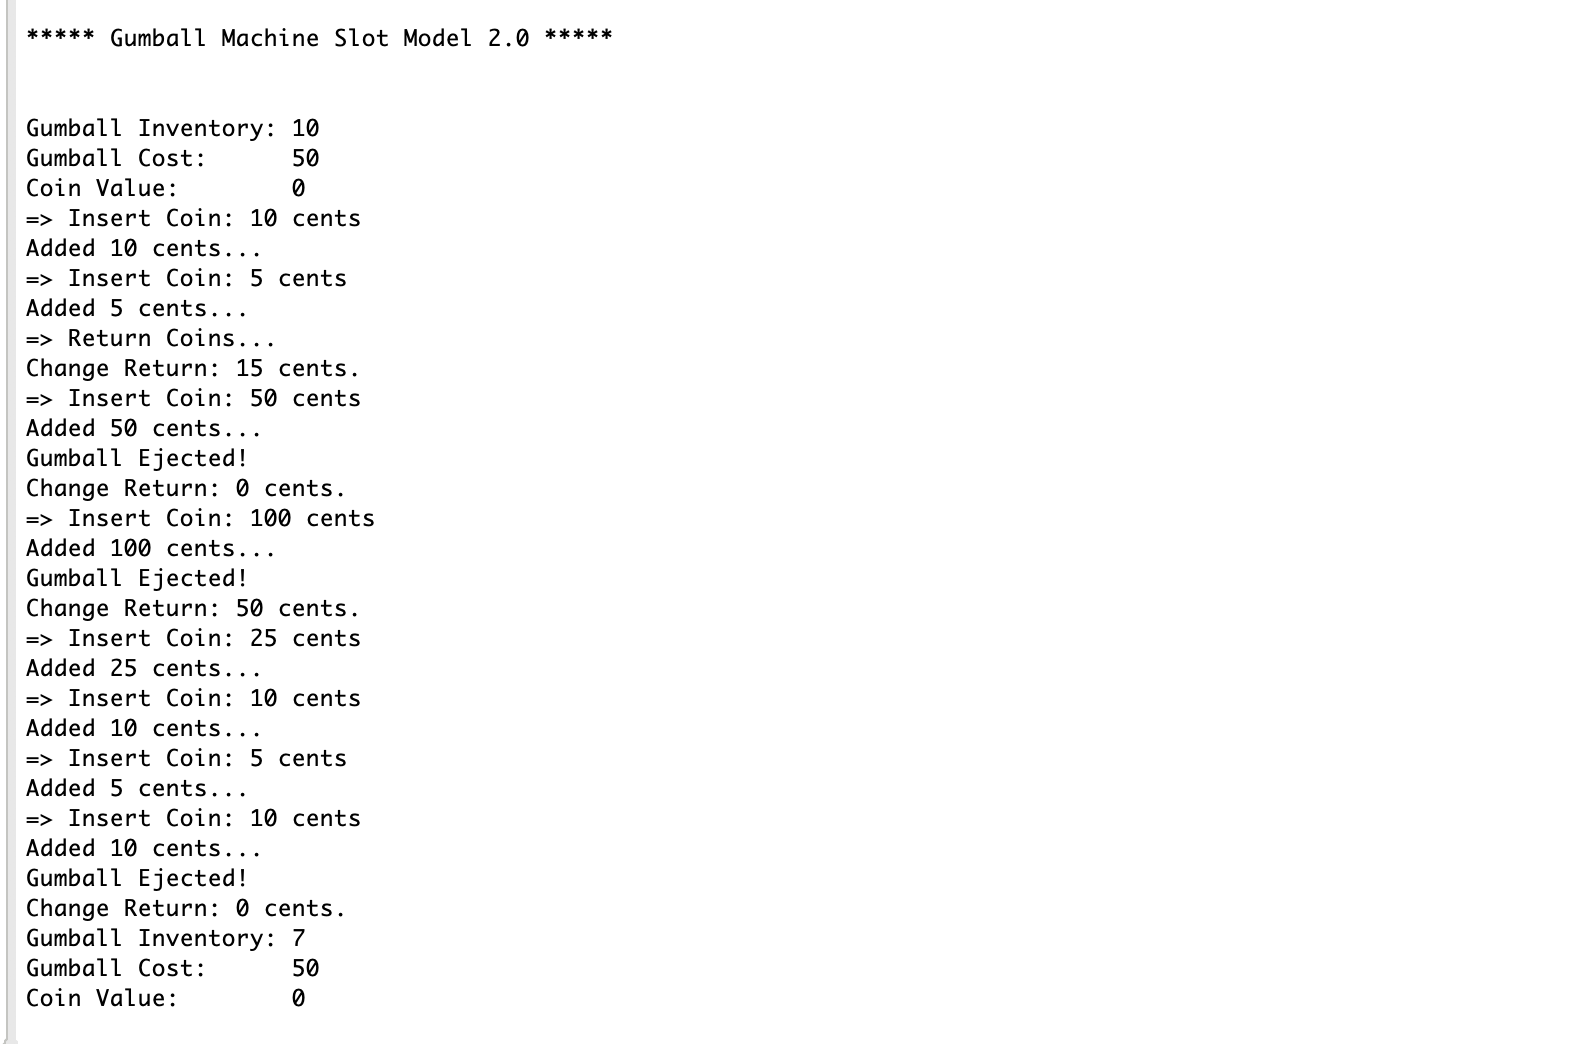 ***** Gumball Machine Slot Model 2.0 *****
Gumball Inventory: 10
Gumball Cost:      50
Coin Value:        0
=> Insert Coin: 10 cents
Added 10 cents...
=> Insert Coin: 5 cents
Added 5 cents...
=> Return Coins...
Change Return: 15 cents.
=> Insert Coin: 50 cents
Added 50 cents...
Gumball Ejected!
Change Return: 0 cents.
=> Insert Coin: 100 cents
Added 100 cents...
Gumball Ejected!
Change Return: 50 cents.
=> Insert Coin: 25 cents
Added 25 cents...
=> Insert Coin: 10 cents
Added 10 cents...
=> Insert Coin: 5 cents
Added 5 cents...
=> Insert Coin: 10 cents
Added 10 cents...
Gumball Ejected!
Change Return: 0 cents.
Gumball Inventory: 7
Gumball Cost:      50
Coin Value:        0